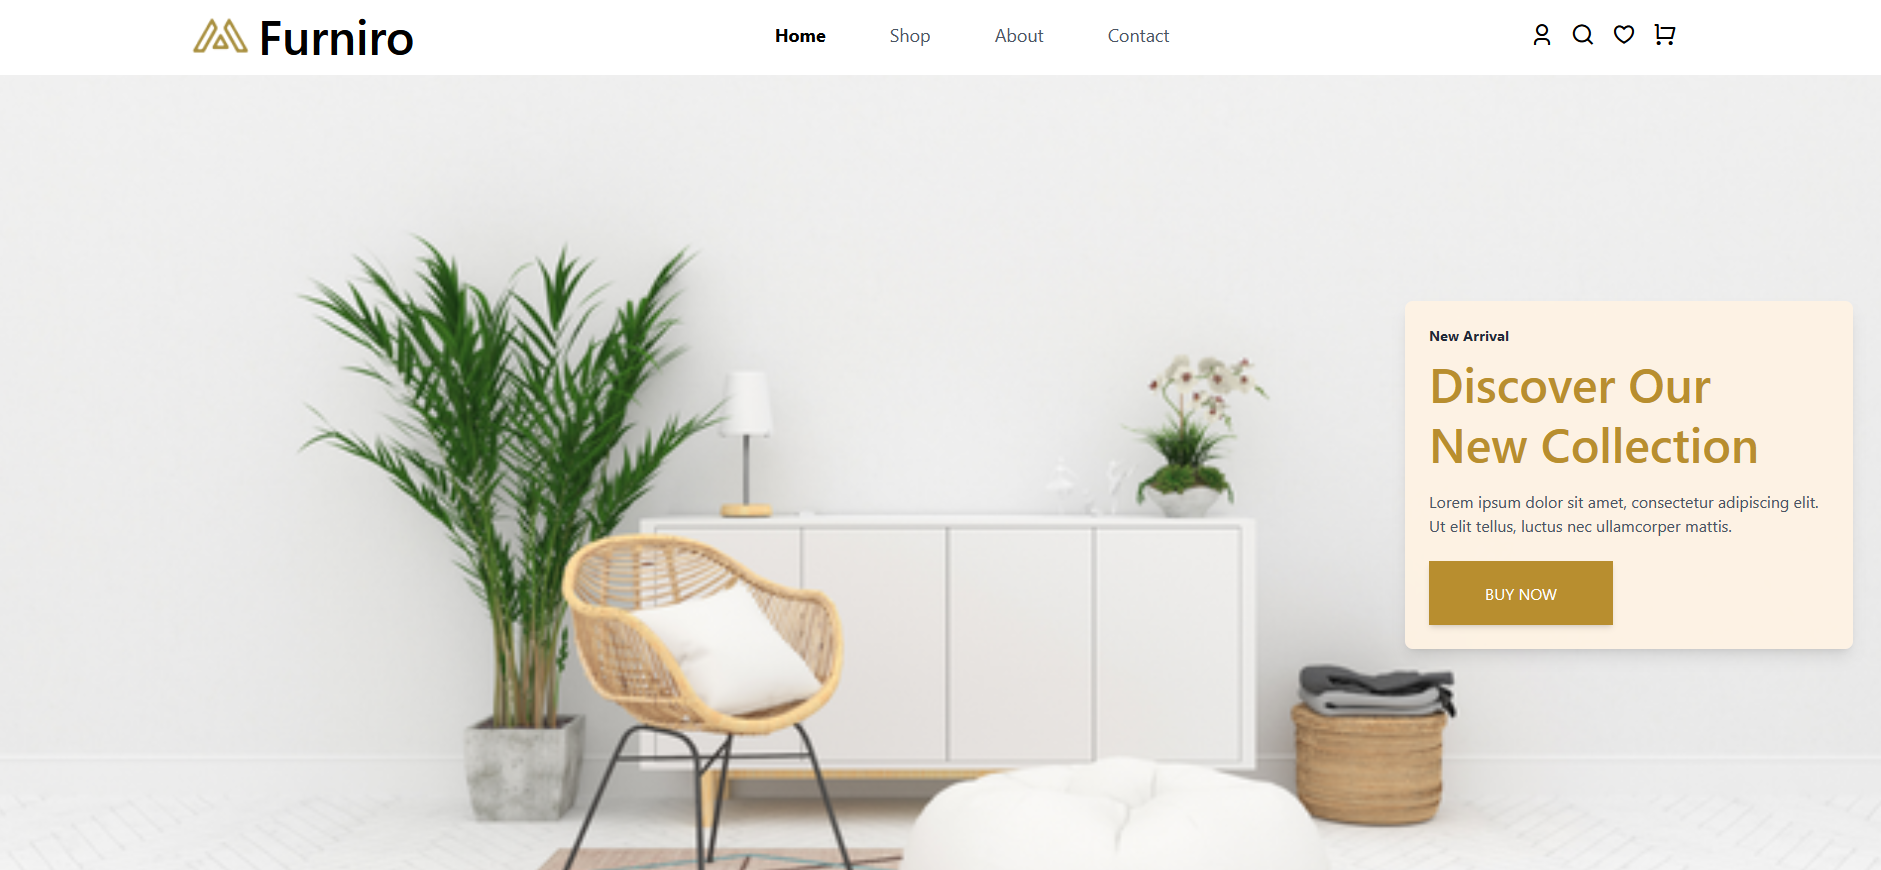 Furniro
Home
Shop
About
Contact
New Arrival
Discover Our
New Collection
Lorem ipsum dolor sit amet, consectetur adipiscing elit.
Ut elit tellus, luctus nec ullamcorper mattis.
BUY NOW